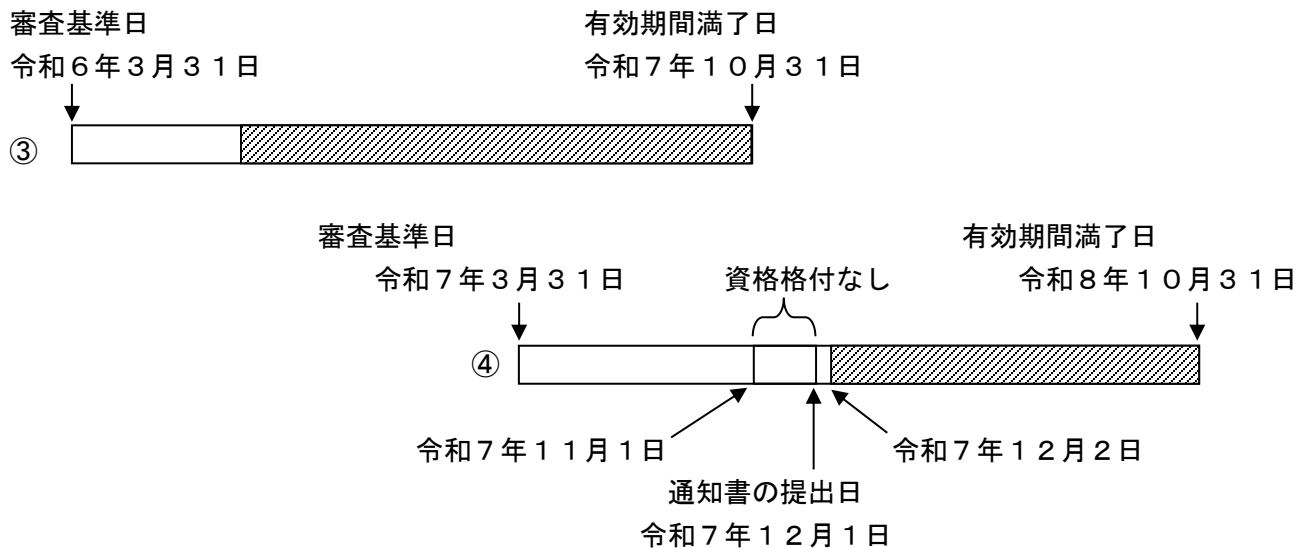 審査基準日
有効期間満了日
令和６年３月３１日
令和７年１０月３１日
③
審査基準日
有効期間満了日
令和７年３月３１日
資格格付なし
令和８年１０月３１日
④
令和７年１１月１日
令和７年１２月２日
通知書の提出日
令和７年１２月１日